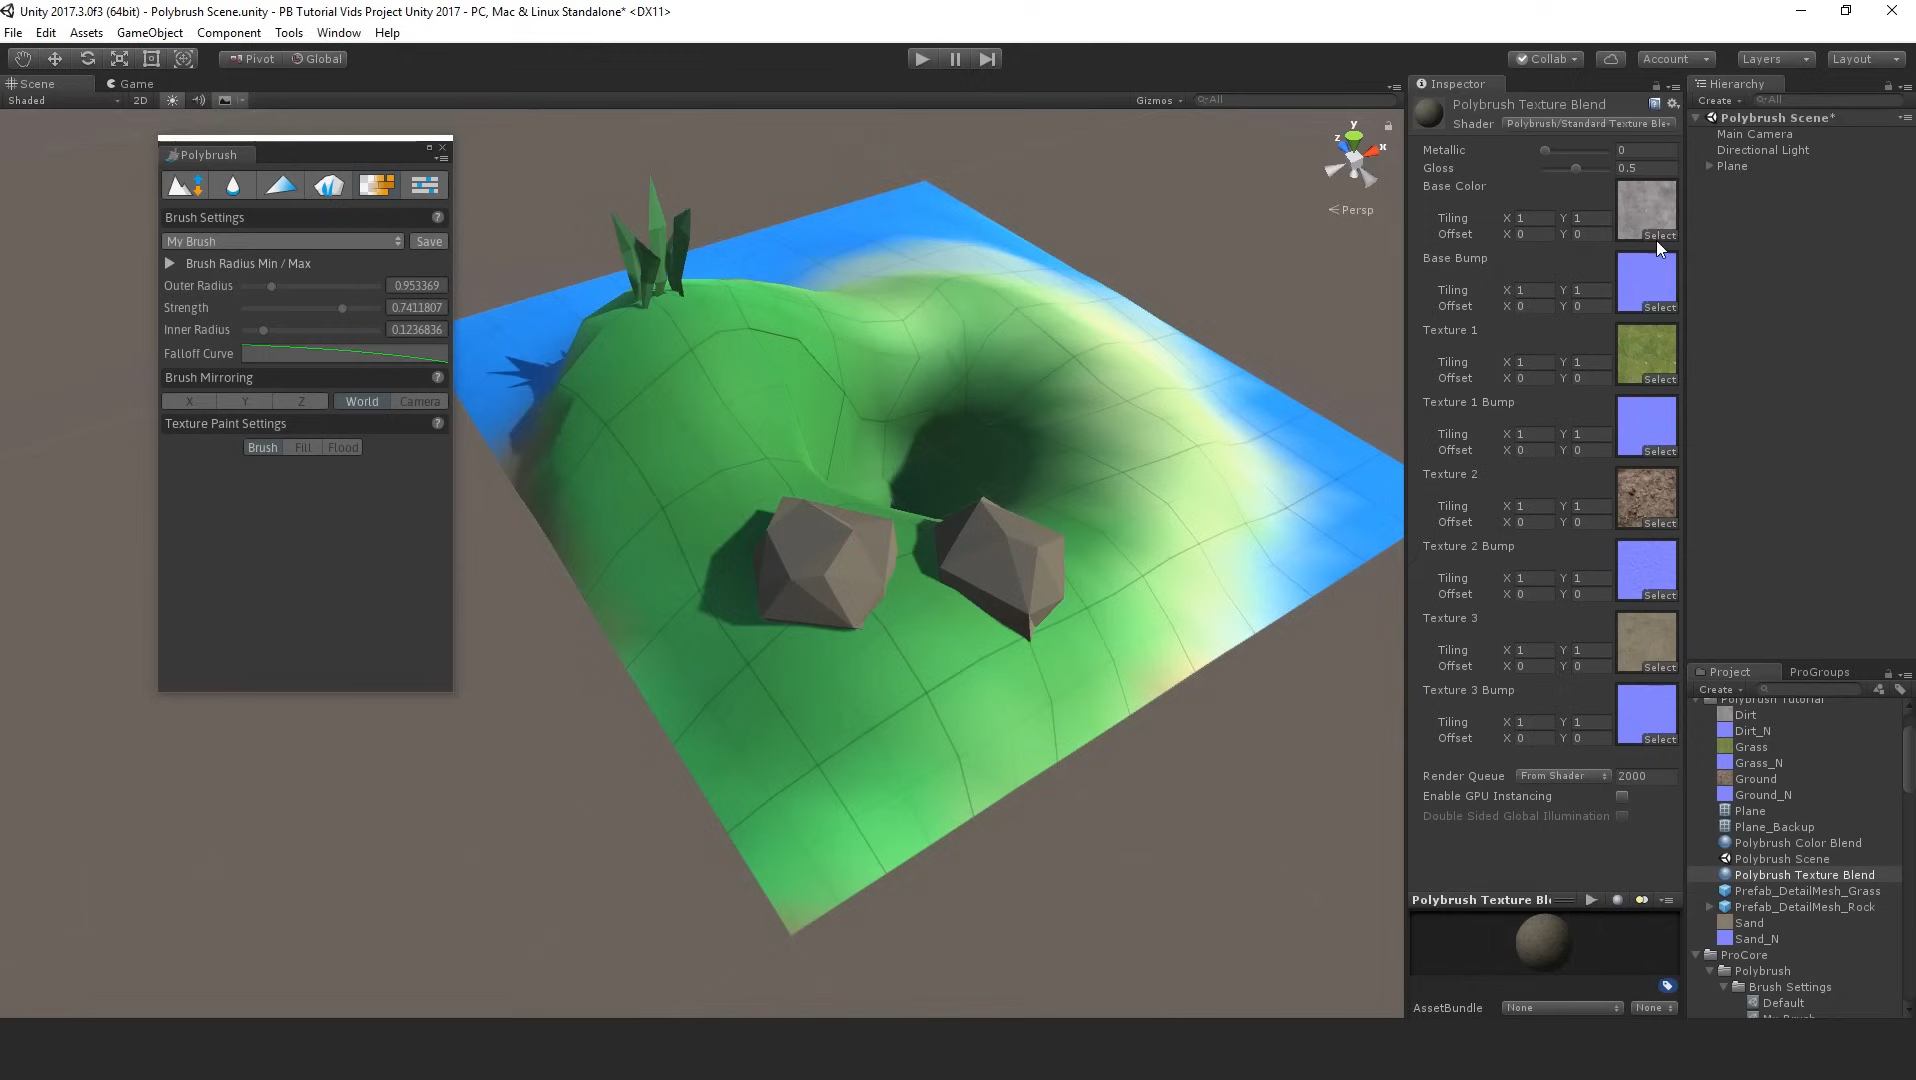 Unity 2017.3.0f3 (64bit) - Polybrush Scene.unity - PB Tutorial Vids Project Unity 2017 - PC, Mac & Linux Standalone* <DX11>
File Edit Assets GameObject Component Tools Window Help
Pivot Global Collab Account Layers Layout
Scene Game
Shaded 2D Gizmos All
y
z
x
Persp
Polybrush
Brush Settings ?
My Brush Save
Brush Radius Min / Max
Outer Radius 0.953369
Strength 0.7411807
Inner Radius 0.1236836
Falloff Curve
Brush Mirroring ?
X Y Z World Camera
Texture Paint Settings ?
Brush Fill Flood
Inspector
Polybrush Texture Blend
Shader Polybrush/Standard Texture Ble
Metallic 0
Gloss 0.5
Base Color
Tiling X 1 Y 1
Offset X 0 Y 0 Select
Base Bump
Tiling X 1 Y 1
Offset X 0 Y 0 Select
Texture 1
Tiling X 1 Y 1
Offset X 0 Y 0 Select
Texture 1 Bump
Tiling X 1 Y 1
Offset X 0 Y 0 Select
Texture 2
Tiling X 1 Y 1
Offset X 0 Y 0 Select
Texture 2 Bump
Tiling X 1 Y 1
Offset X 0 Y 0 Select
Texture 3
Tiling X 1 Y 1
Offset X 0 Y 0 Select
Texture 3 Bump
Tiling X 1 Y 1
Offset X 0 Y 0 Select
Render Queue From Shader 2000
Enable GPU Instancing
Double Sided Global Illumination
Polybrush Texture Bl
AssetBundle None None
Hierarchy
Create All
Polybrush Scene*
Main Camera
Directional Light
Plane
Project ProGroups
Create
Polybrush Tutorial
Dirt
Dirt_N
Grass
Grass_N
Ground
Ground_N
Plane
Plane_Backup
Polybrush Color Blend
Polybrush Scene
Polybrush Texture Blend
Prefab_DetailMesh_Grass
Prefab_DetailMesh_Rock
Sand
Sand_N
ProCore
Polybrush
Brush Settings
Default
My Brush